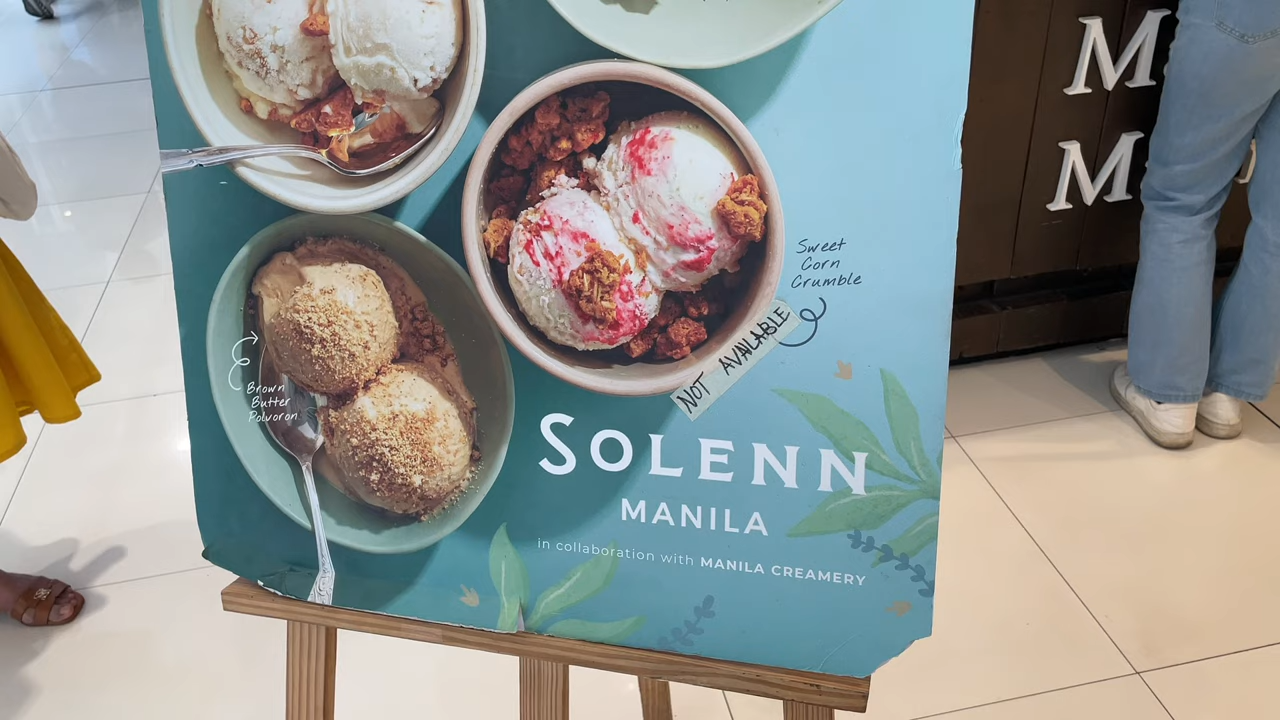 M
M
Sweet
Corn
Crumble
NOT AVAILABLE
Brown
Butter
Polvoron
SOLENN
MANILA
in collaboration with MANILA CREAMERY